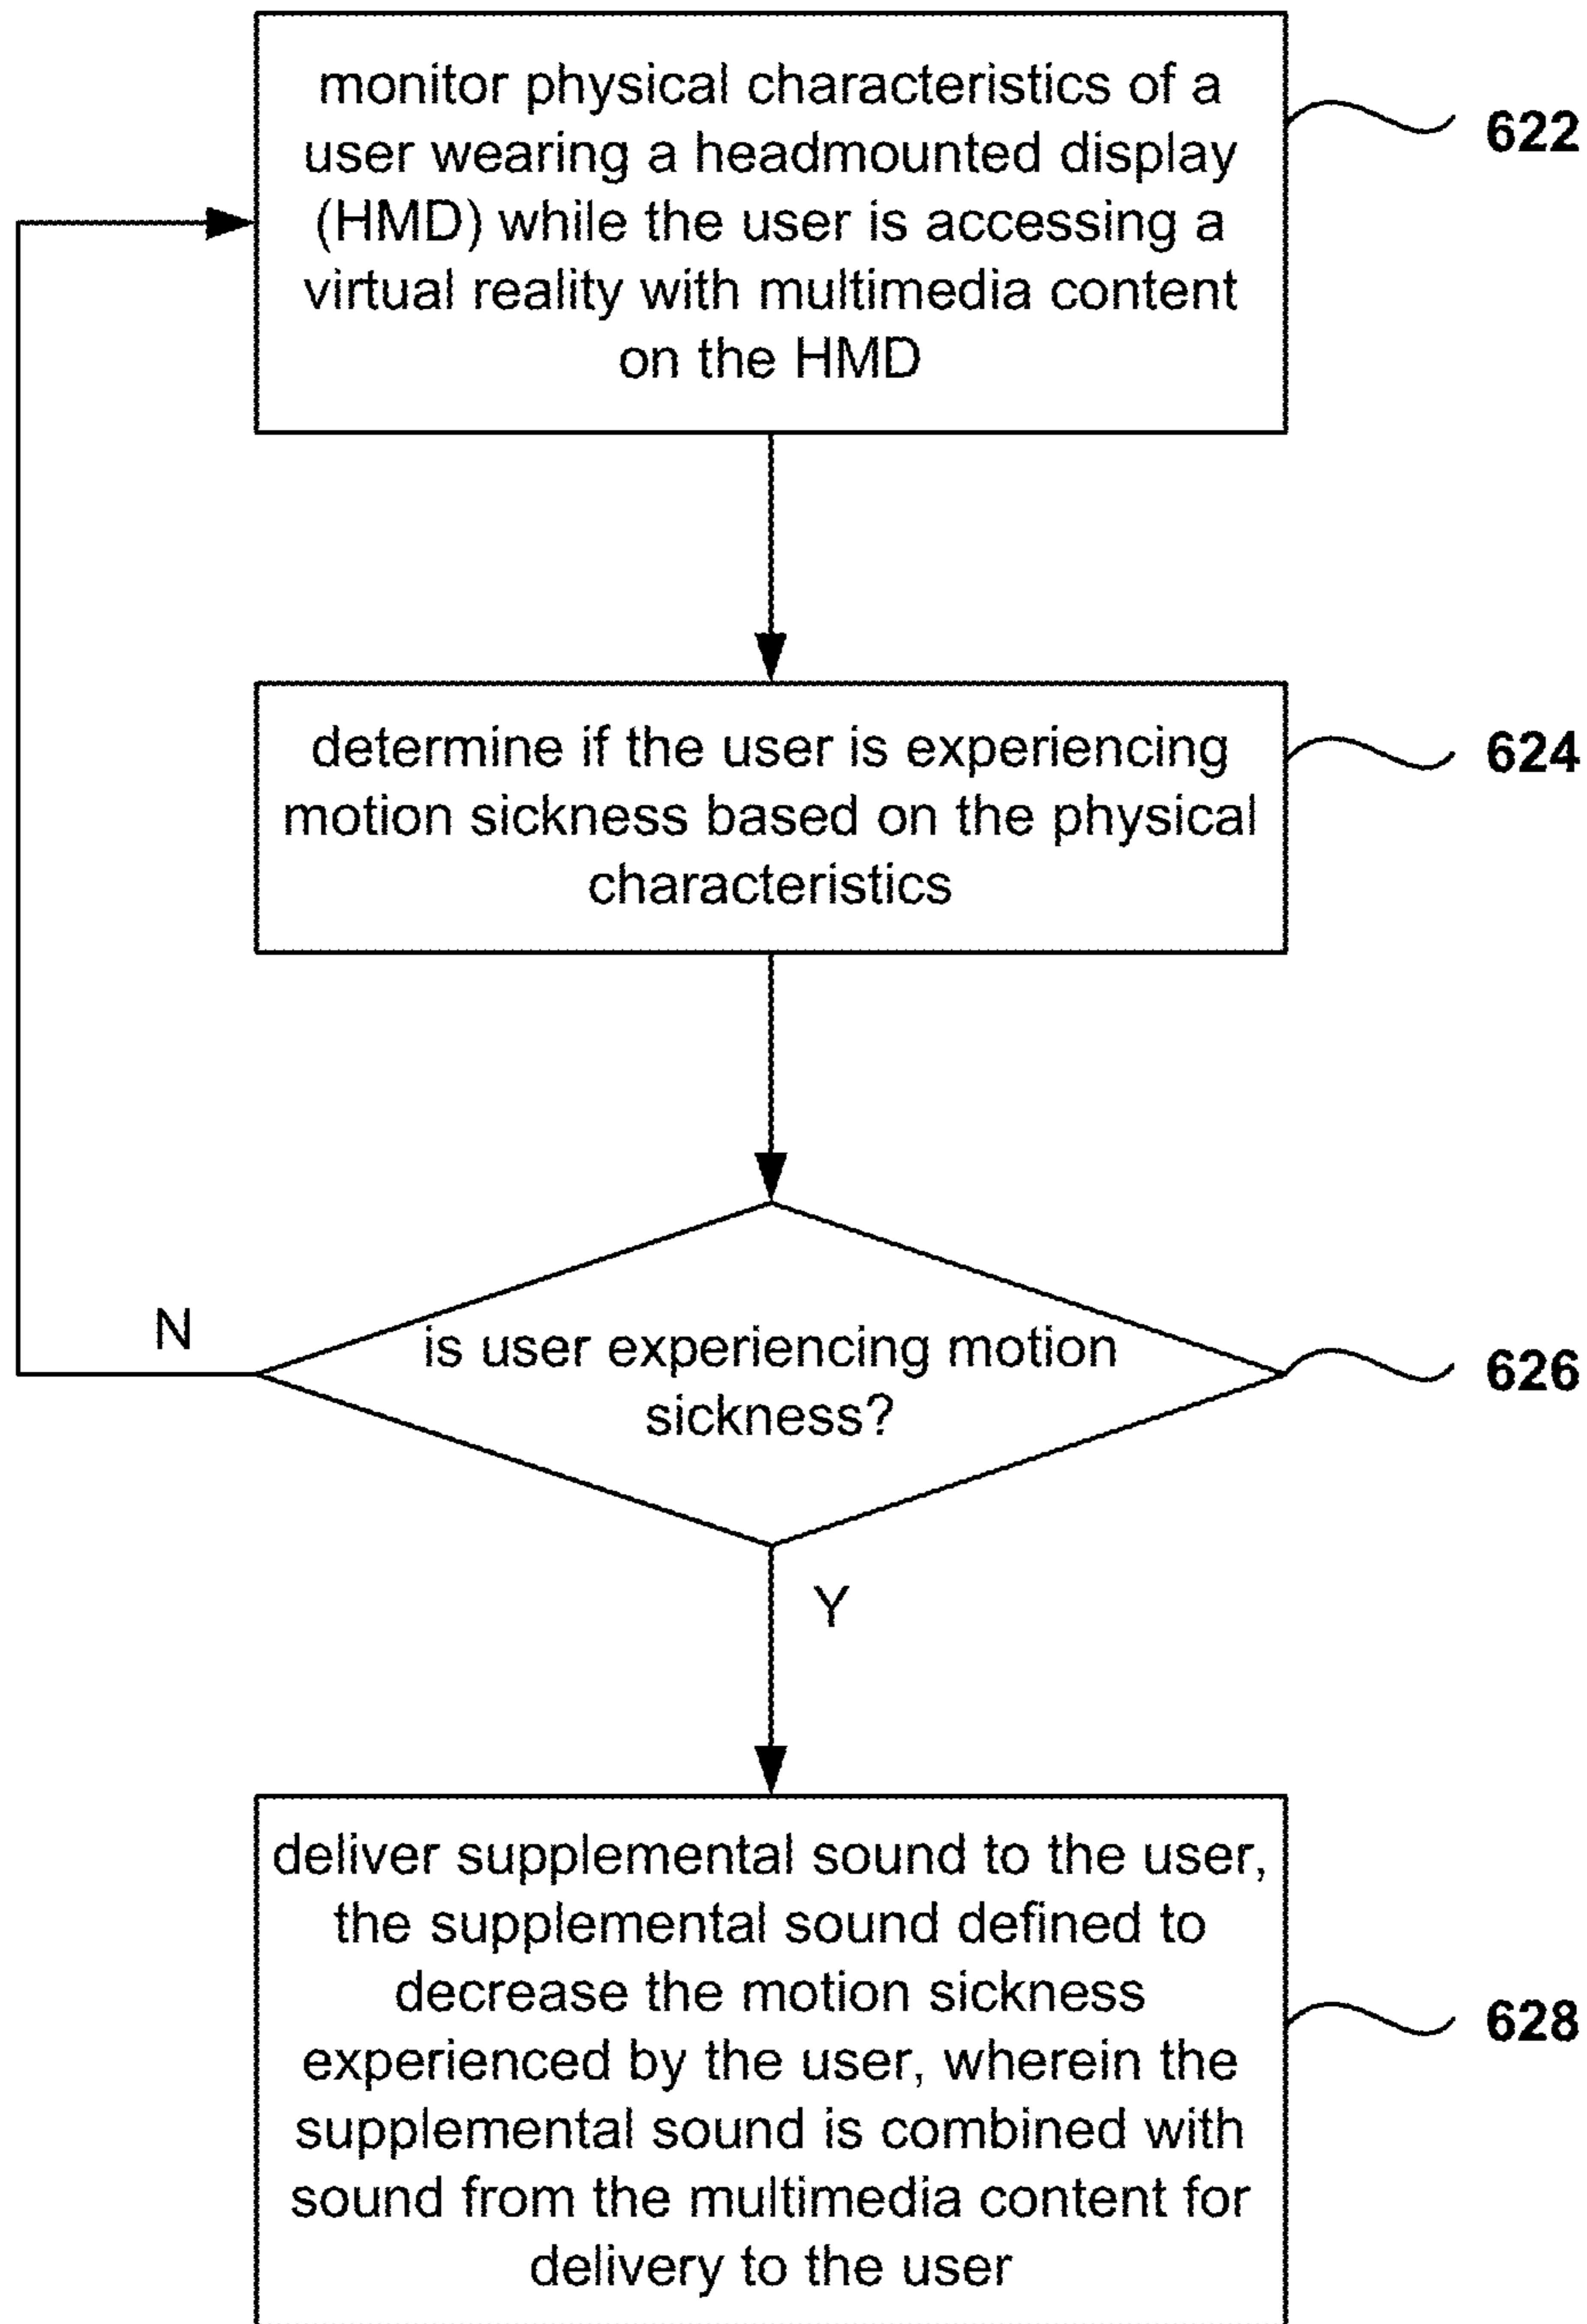 monitor physical characteristics of a
user wearing a headmounted display
(HMD) while the user is accessing a
virtual reality with multimedia content
on the HMD
622
determine if the user is experiencing
motion sickness based on the physical
characteristics
624
N
is user experiencing motion
sickness?
626
Y
deliver supplemental sound to the user,
the supplemental sound defined to
decrease the motion sickness
experienced by the user, wherein the
supplemental sound is combined with
sound from the multimedia content for
delivery to the user
628